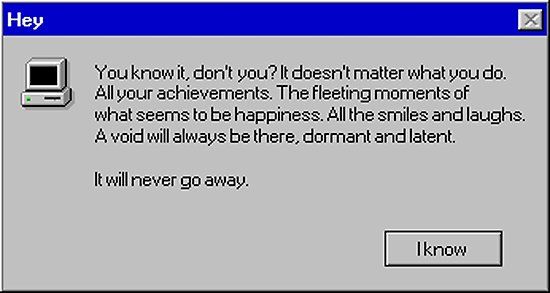 Hey
You know it, don't you? It doesn't matter what you do.
All your achievements. The fleeting moments of
what seems to be happiness. All the smiles and laughs.
A void will always be there, dormant and latent.
It will never go away.
I know